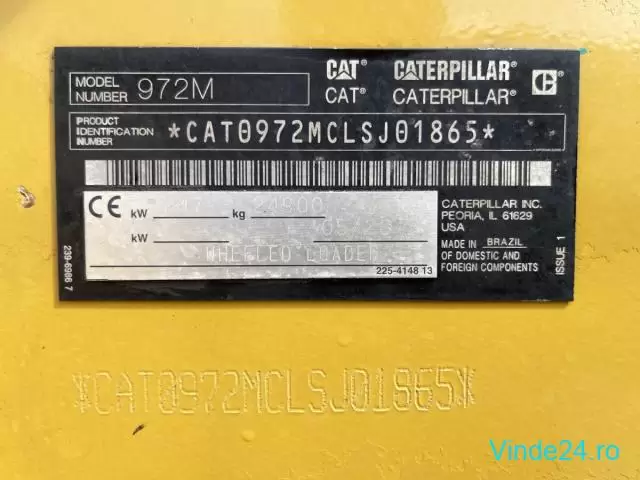 CAT® CATERPILLAR®
MODEL NUMBER 972M
CAT® CATERPILLAR®
PRODUCT IDENTIFICATION NUMBER *CAT0972MCLSJ01865*
CE kW kg 24900
kW
WHEELED LOADER
225-4148 13
CATERPILLAR INC.
PEORIA, IL 61629
USA
MADE IN BRAZIL
OF DOMESTIC AND
FOREIGN COMPONENTS
ISSUE 1
239-6986 7
*CAT0972MCLSJ01865*
Vinde24.ro